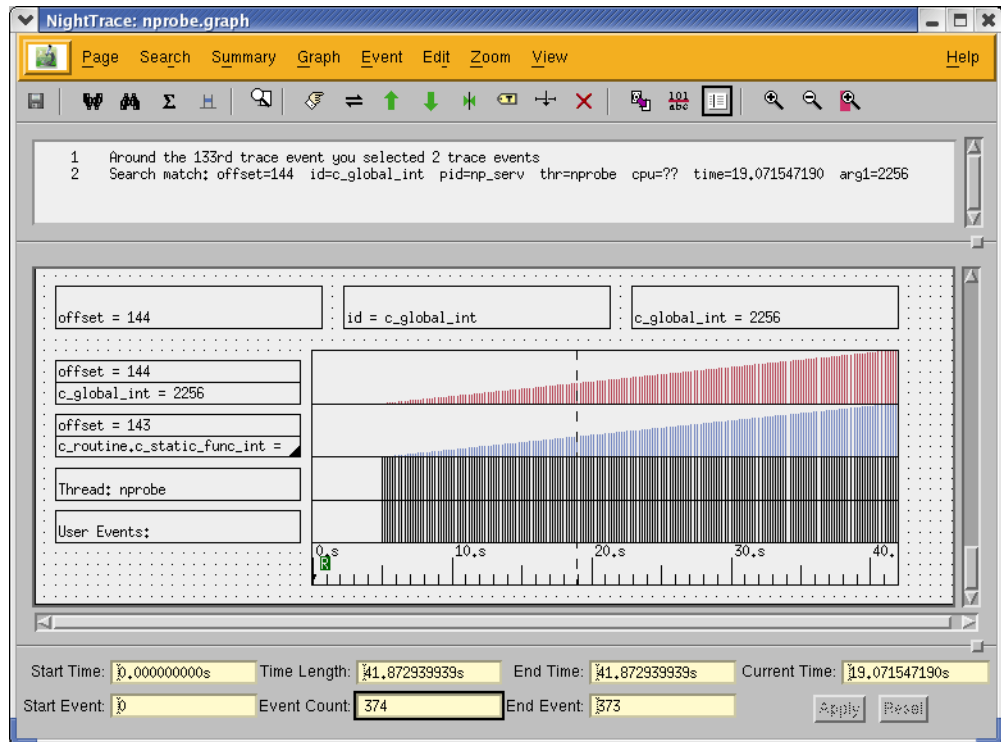 NightTrace: nprobe.graph
Page Search Summary Graph Event Edit Zoom View Help
101
abc
1 Around the 133rd trace event you selected 2 trace events
2 Search match: offset=144 id=c_global_int pid=np_serv thr=nprobe cpu=?? time=19.071547190 arg1=2256
offset = 144 id = c_global_int c_global_int = 2256
offset = 144
c_global_int = 2256
offset = 143
c_routine.c_static_func_int =
Thread: nprobe
User Events:
0.s 10.s 20.s 30.s 40.
R
Start Time: 0.000000000s Time Length: 41.872939939s End Time: 41.872939939s Current Time: 19.071547190s
Start Event: 0 Event Count: 374 End Event: 373 Apply Reset